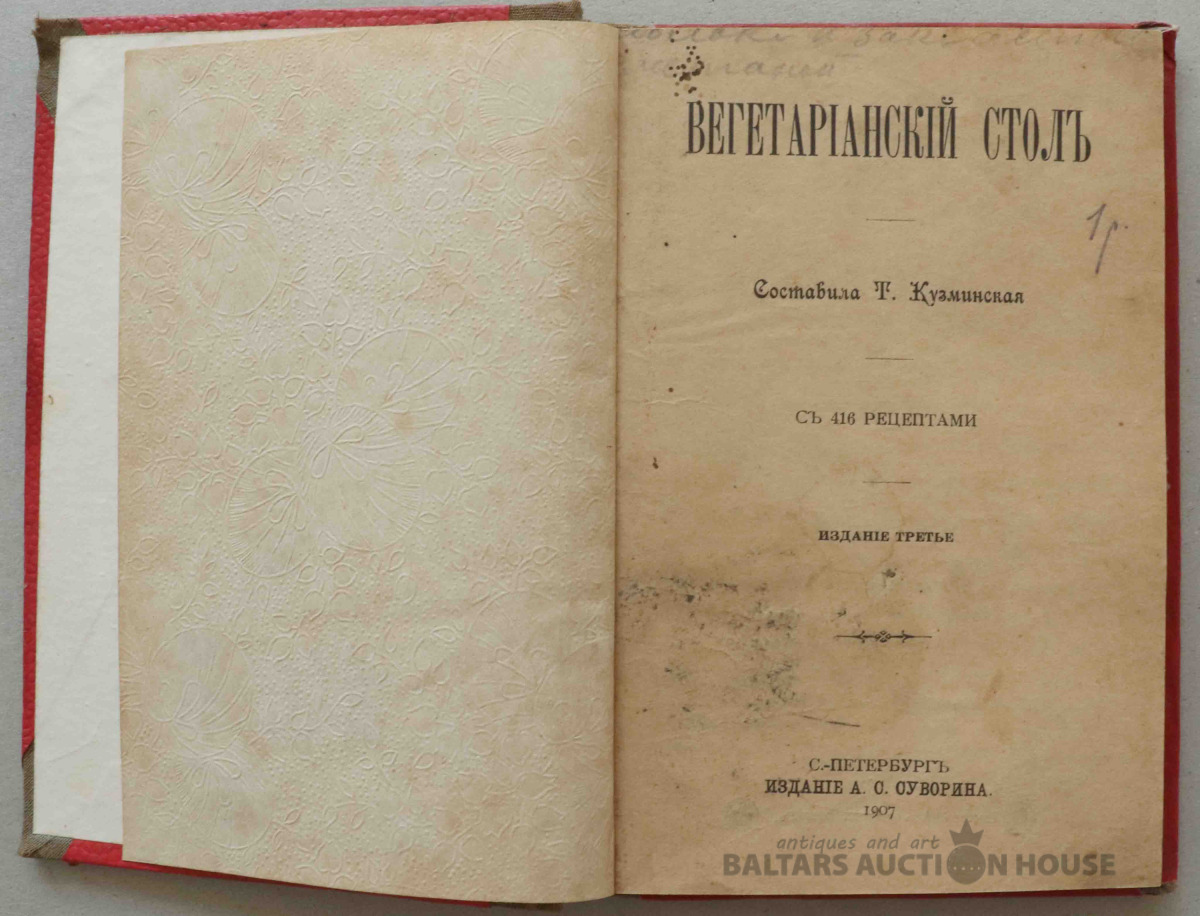 ВЕГЕТАРІАНСКІЙ СТОЛЪ
1 р.
Составила Т. Кузминская
СЪ 416 РЕЦЕПТАМИ
ИЗДАНІЕ ТРЕТЬЕ
С.-ПЕТЕРБУРГЪ
ИЗДАНІЕ А. С. СУВОРИНА.
1907
antiques and art
BALTARS AUCTION HOUSE